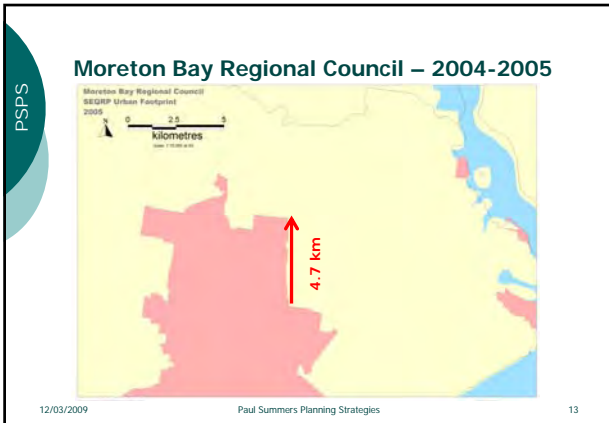 PSPS
Moreton Bay Regional Council – 2004-2005
Moreton Bay Regional Council
SEQRP Urban Footprint
2005
N
0 2.5 5
kilometres
4.7 km
12/03/2009 Paul Summers Planning Strategies 13